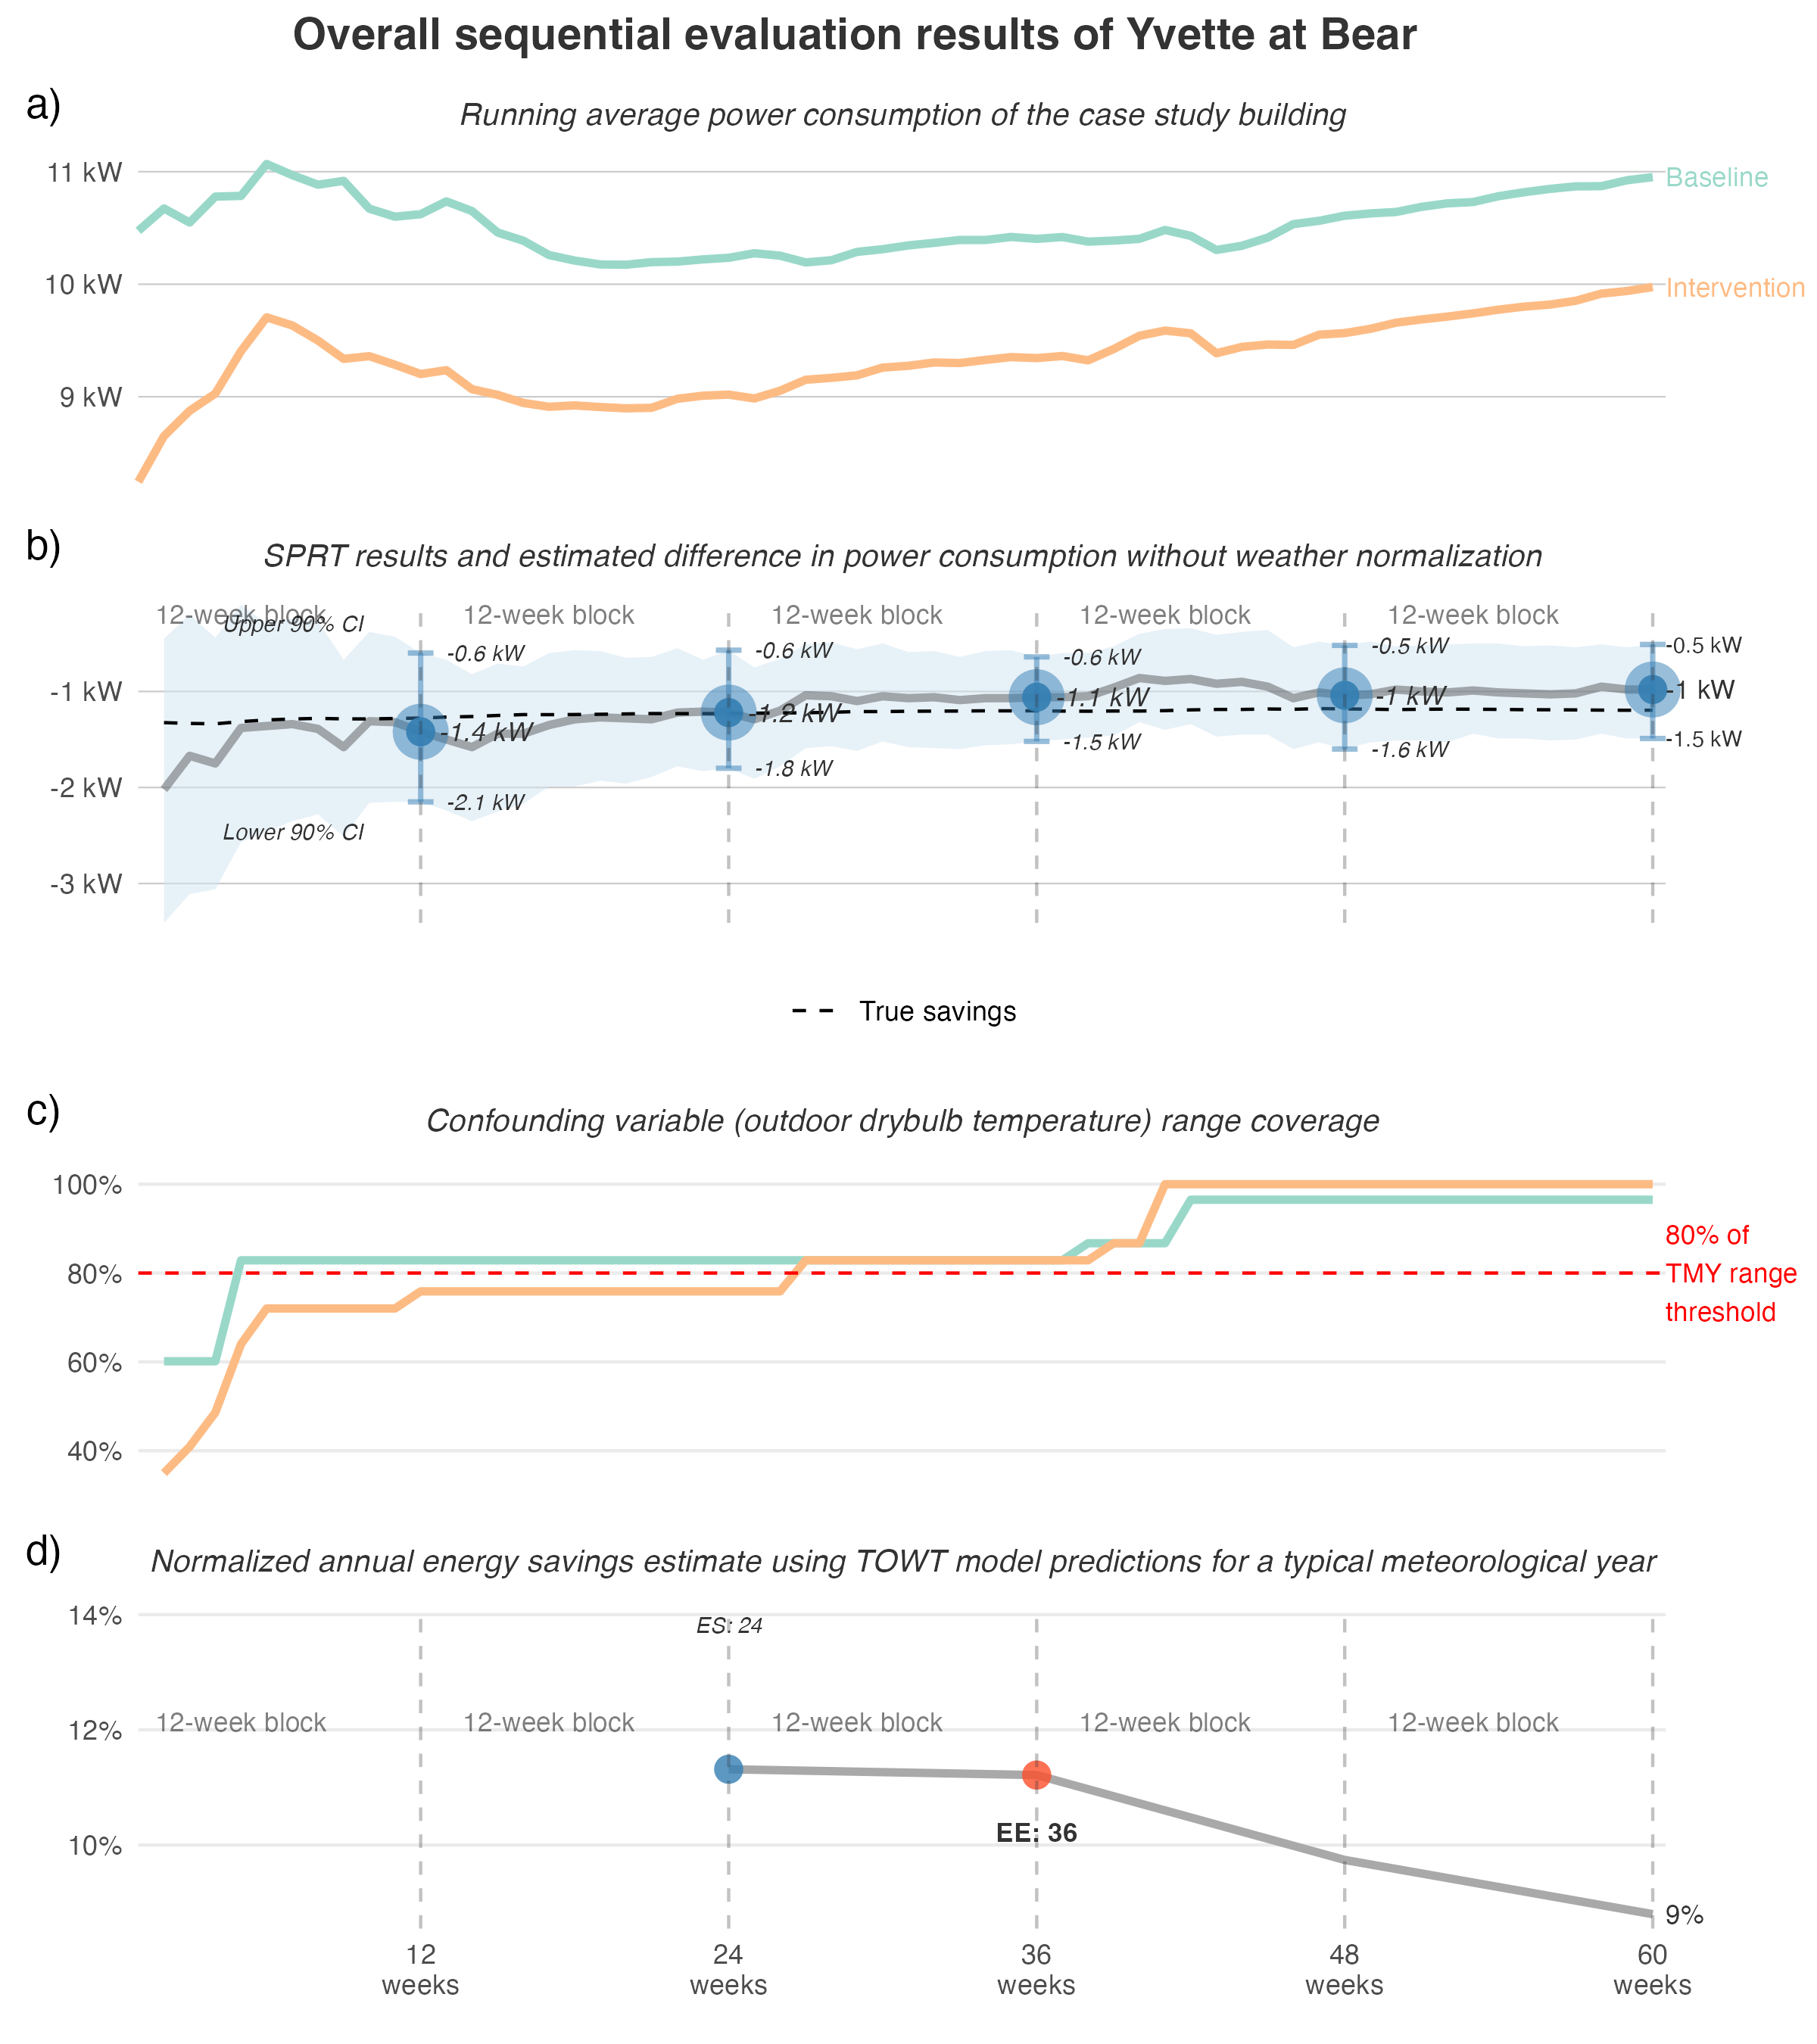 Overall sequential evaluation results of Yvette at Bear
a)
Running average power consumption of the case study building
11 kW
10 kW
9 kW
Baseline
Intervention
b)
SPRT results and estimated difference in power consumption without weather normalization
12-week block
12-week block
12-week block
12-week block
12-week block
Upper 90% CI
Lower 90% CI
-1 kW
-2 kW
-3 kW
-0.6 kW
-1.4 kW
-2.1 kW
-0.6 kW
-1.2 kW
-1.8 kW
-0.6 kW
-1.1 kW
-1.5 kW
-0.5 kW
-1 kW
-1.6 kW
-0.5 kW
-1 kW
-1.5 kW
True savings
c)
Confounding variable (outdoor drybulb temperature) range coverage
100%
80%
60%
40%
80% of
TMY range
threshold
d)
Normalized annual energy savings estimate using TOWT model predictions for a typical meteorological year
14%
12%
10%
ES: 24
12-week block
12-week block
12-week block
12-week block
12-week block
EE: 36
9%
12
weeks
24
weeks
36
weeks
48
weeks
60
weeks